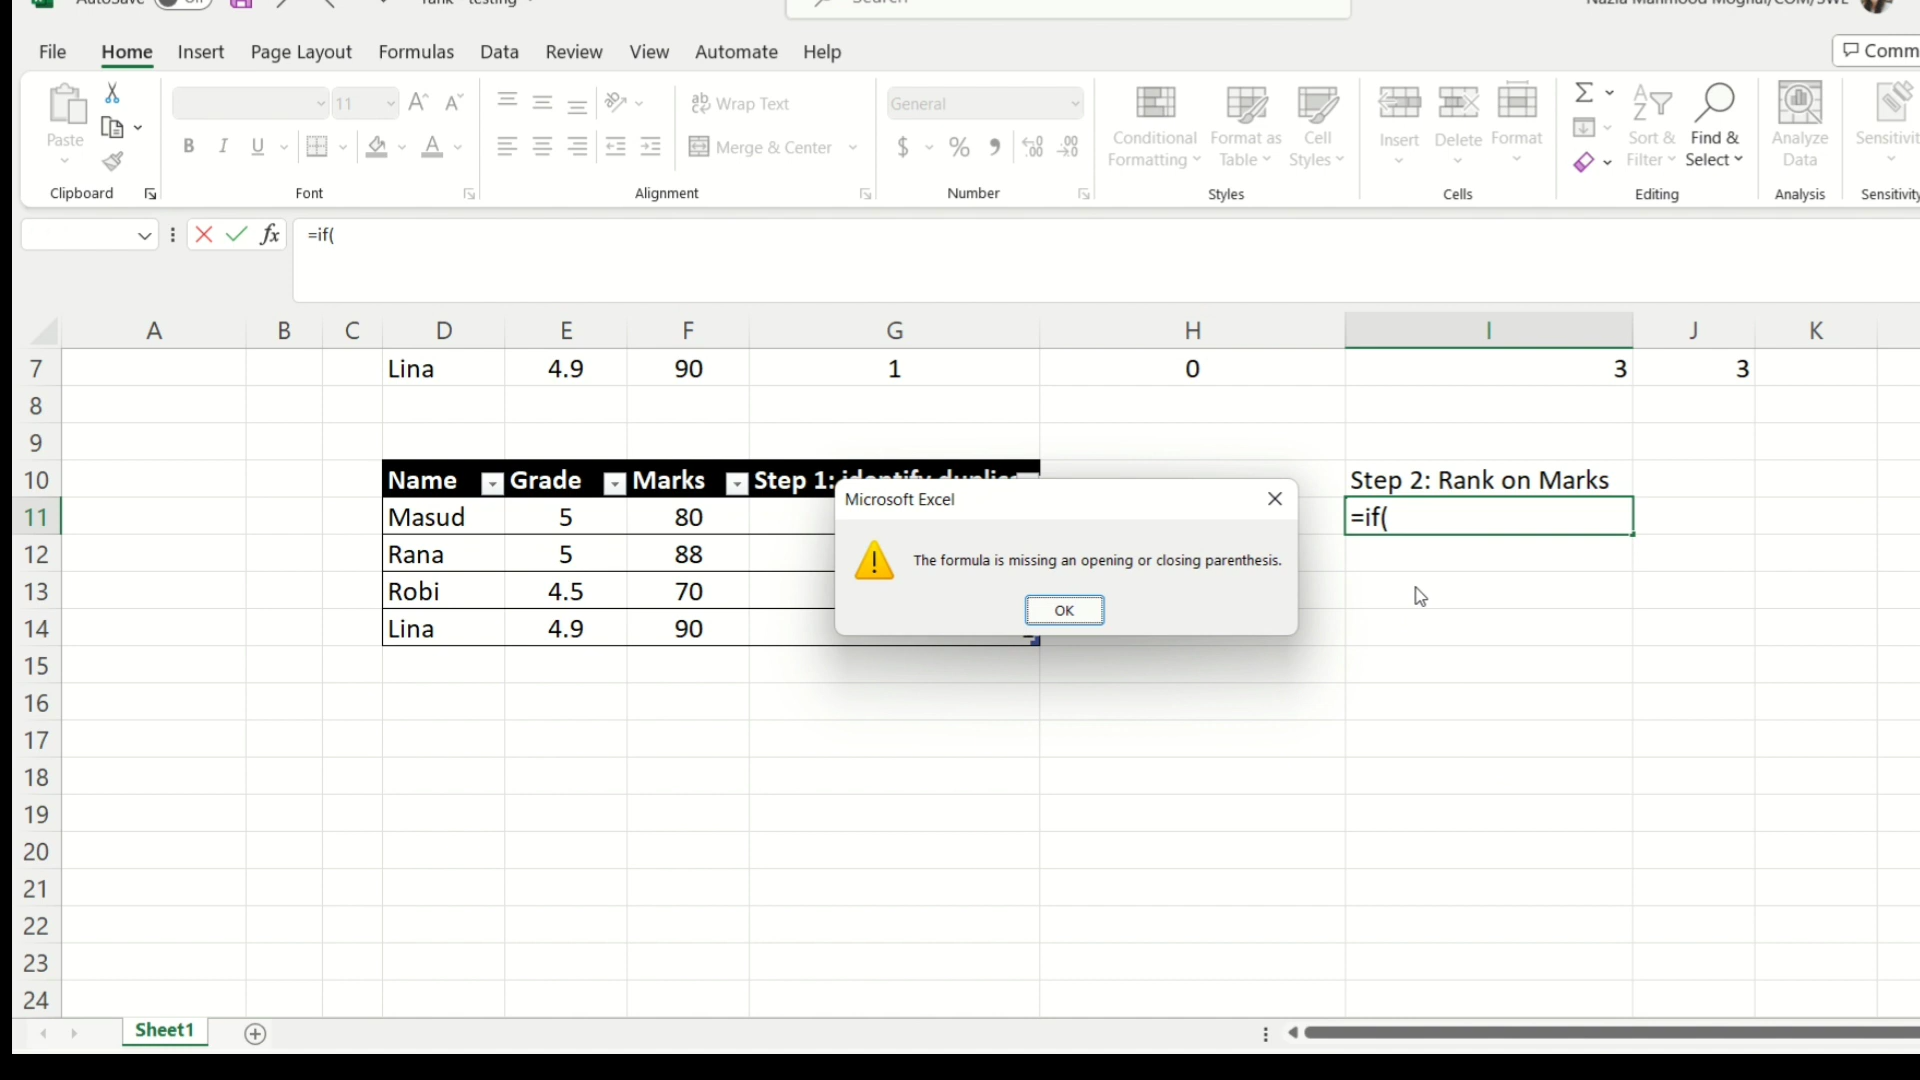 File Home Insert Page Layout Formulas Data Review View Automate Help Comm
Paste
11
Wrap Text
Merge & Center
General
$ % 9
Conditional Formatting
Format as Table
Cell Styles
Insert Delete Format
Sort & Filter
Find & Select
Analyze Data
Sensitivit
Clipboard Font Alignment Number Styles Cells Editing Analysis Sensitivity
fx =if(
A B C D E F G H I J K
7 Lina 4.9 90 1 0 3 3
8
9
10 Name Grade Marks Step 1: identify Step 2: Rank on Marks
11 Masud 5 80 =if(
12 Rana 5 88
13 Robi 4.5 70
14 Lina 4.9 90
Microsoft Excel
The formula is missing an opening or closing parenthesis.
OK
15
16
17
18
19
20
21
22
23
24
Sheet1